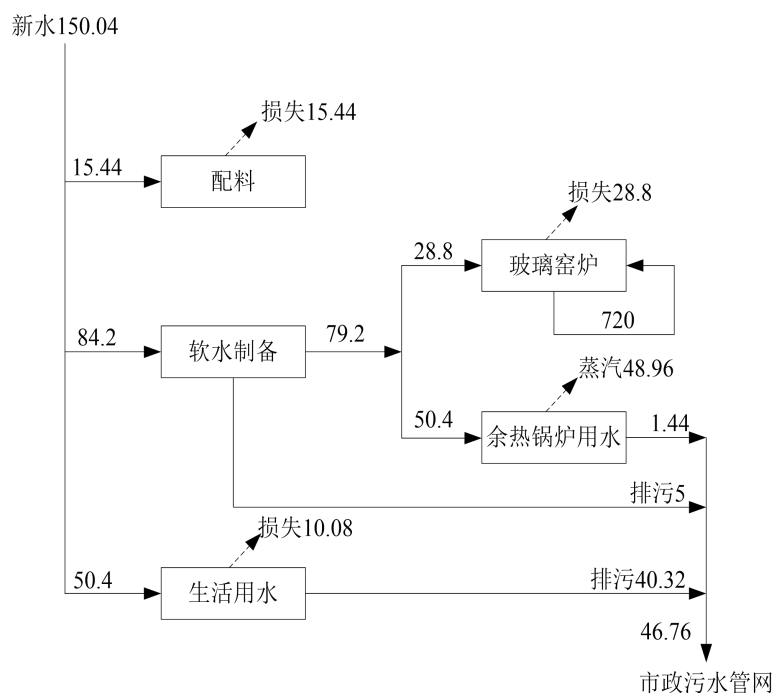 新水150.04
损失15.44
15.44
配料
损失28.8
28.8
玻璃窑炉
720
84.2
软水制备
79.2
蒸汽48.96
50.4
余热锅炉用水
1.44
排污5
损失10.08
50.4
生活用水
排污40.32
46.76
市政污水管网